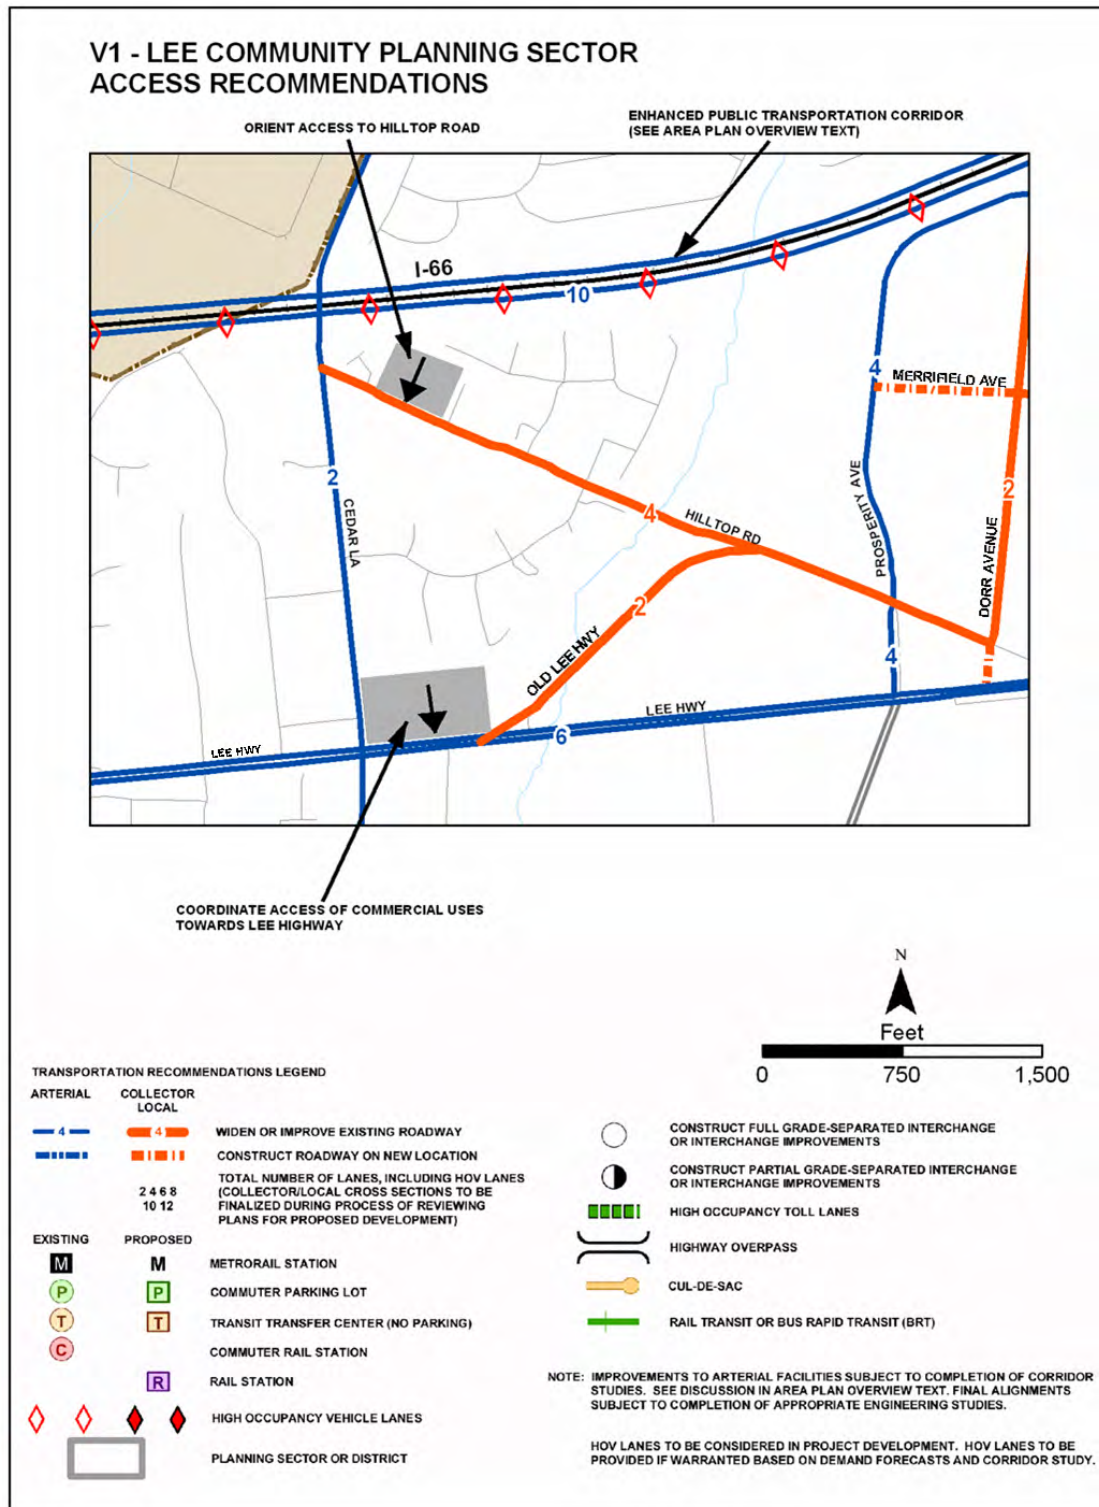 V1 - LEE COMMUNITY PLANNING SECTOR
ACCESS RECOMMENDATIONS
ORIENT ACCESS TO HILLTOP ROAD
ENHANCED PUBLIC TRANSPORTATION CORRIDOR
(SEE AREA PLAN OVERVIEW TEXT)
I-66
10
4
MERRIFIELD AVE
2
CEDAR LA
4
HILLTOP RD
PROSPERITY AVE
2
DORR AVENUE
2
OLD LEE HWY
4
LEE HWY
6
LEE HWY
COORDINATE ACCESS OF COMMERCIAL USES
TOWARDS LEE HIGHWAY
N
Feet
0 750 1,500
TRANSPORTATION RECOMMENDATIONS LEGEND
ARTERIAL COLLECTOR
LOCAL
4 4 WIDEN OR IMPROVE EXISTING ROADWAY
CONSTRUCT ROADWAY ON NEW LOCATION
2 4 6 8
10 12
TOTAL NUMBER OF LANES, INCLUDING HOV LANES
(COLLECTOR/LOCAL CROSS SECTIONS TO BE
FINALIZED DURING PROCESS OF REVIEWING
PLANS FOR PROPOSED DEVELOPMENT)
EXISTING PROPOSED
M M METRORAIL STATION
P P COMMUTER PARKING LOT
T T TRANSIT TRANSFER CENTER (NO PARKING)
C COMMUTER RAIL STATION
R RAIL STATION
HIGH OCCUPANCY VEHICLE LANES
PLANNING SECTOR OR DISTRICT
CONSTRUCT FULL GRADE-SEPARATED INTERCHANGE
OR INTERCHANGE IMPROVEMENTS
CONSTRUCT PARTIAL GRADE-SEPARATED INTERCHANGE
OR INTERCHANGE IMPROVEMENTS
HIGH OCCUPANCY TOLL LANES
HIGHWAY OVERPASS
CUL-DE-SAC
RAIL TRANSIT OR BUS RAPID TRANSIT (BRT)
NOTE: IMPROVEMENTS TO ARTERIAL FACILITIES SUBJECT TO COMPLETION OF CORRIDOR
STUDIES. SEE DISCUSSION IN AREA PLAN OVERVIEW TEXT. FINAL ALIGNMENTS
SUBJECT TO COMPLETION OF APPROPRIATE ENGINEERING STUDIES.
HOV LANES TO BE CONSIDERED IN PROJECT DEVELOPMENT. HOV LANES TO BE
PROVIDED IF WARRANTED BASED ON DEMAND FORECASTS AND CORRIDOR STUDY.